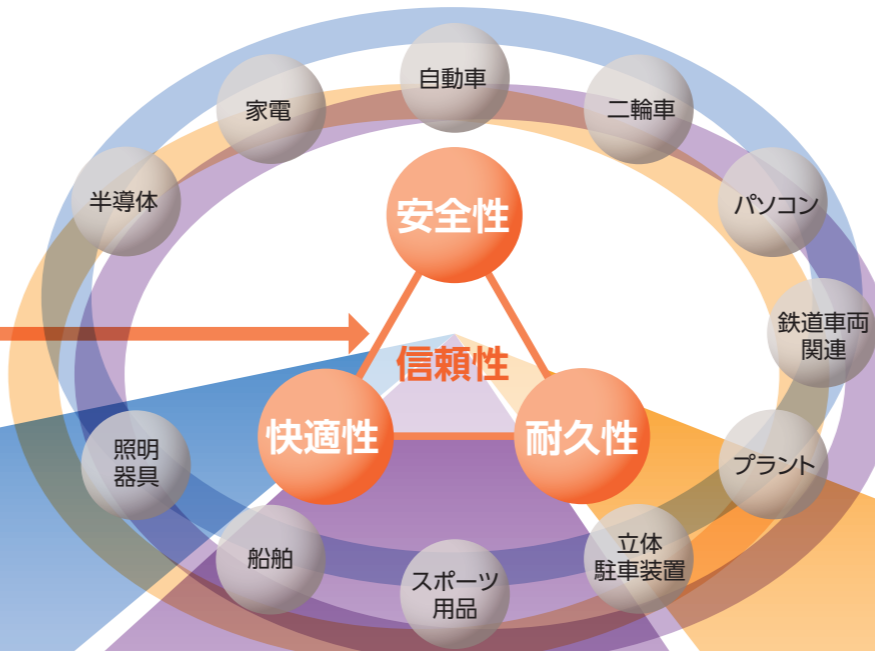 自動車
家電
二輪車
半導体
パソコン
安全性
鉄道車両
関連
信頼性
快適性
耐久性
照明
器具
プラント
船舶
立体
駐車装置
スポーツ
用品